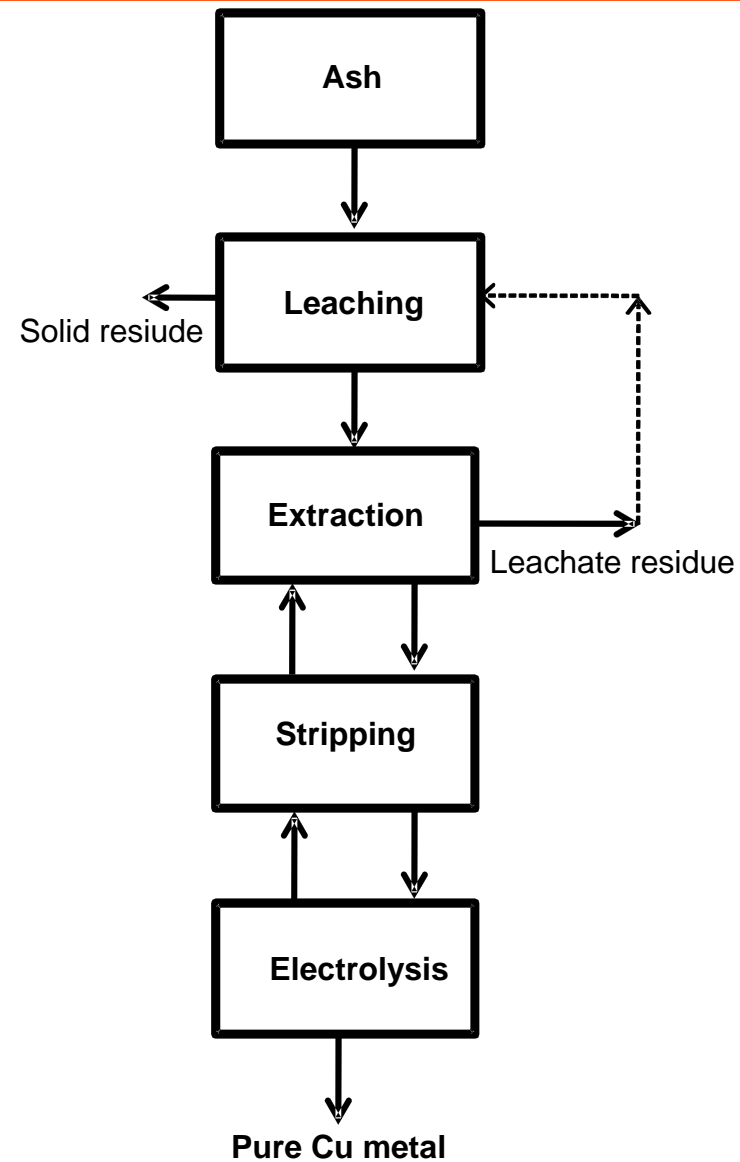 Ash
Leaching
Solid resiude
Extraction
Leachate residue
Stripping
Electrolysis
Pure Cu metal